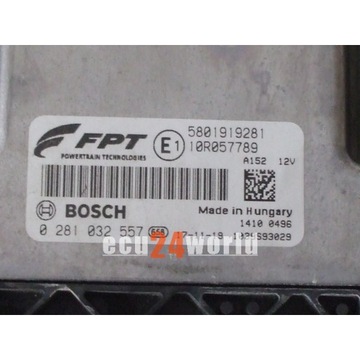 FPT
POWERTRAIN TECHNOLOGIES
E1
5801919281
10R057789
A152 12V
BOSCH
Made in Hungary
1410 0496
0 281 032 557
ecu24world